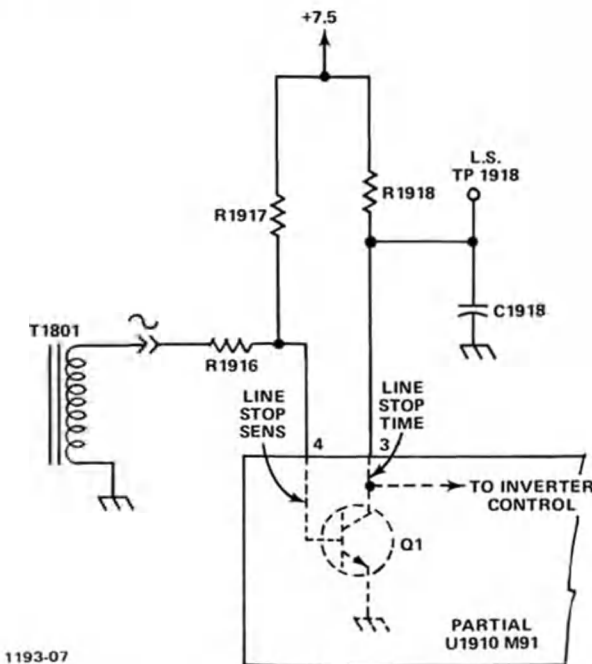 +7.5
L.S.
TP 1918
R1917
R1918
C1918
T1801
R1916
LINE
STOP
SENS
4
3
LINE
STOP
TIME
TO INVERTER
CONTROL
Q1
PARTIAL
U1910 M91
1193-07